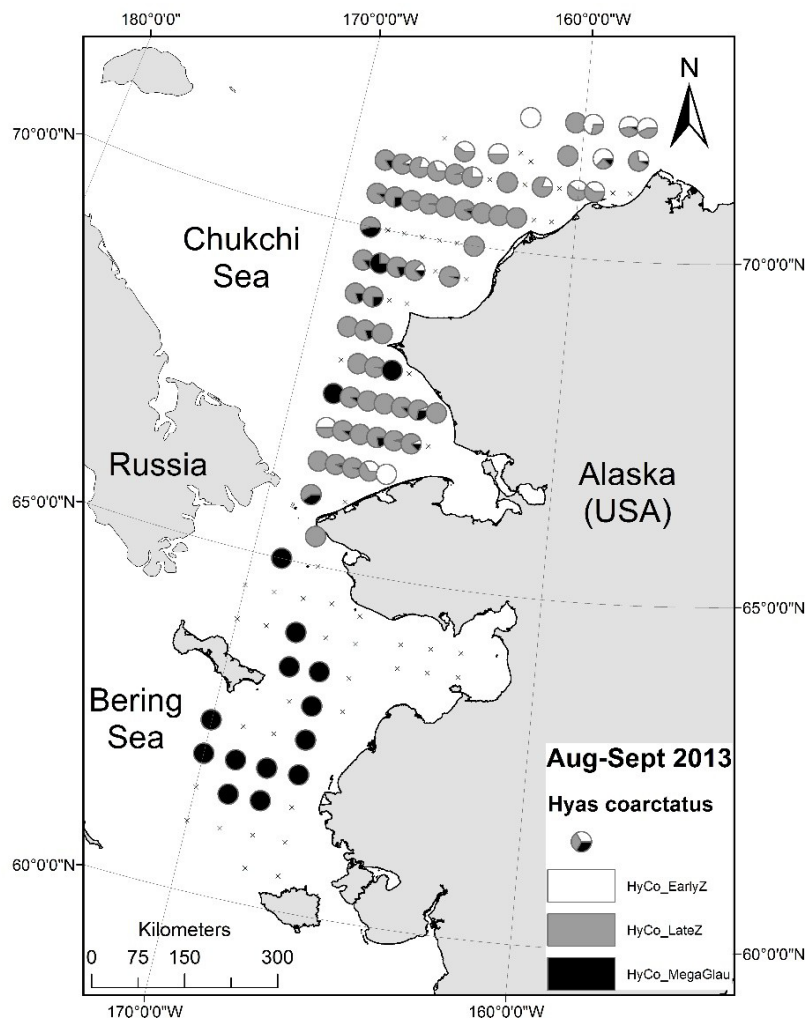 180°0'0"
170°0'0"W
160°0'0"W
N
70°0'0"N
Chukchi
Sea
70°0'0"N
Russia
Alaska
(USA)
65°0'0"N
65°0'0"N
Bering
Sea
Aug-Sept 2013
Hyas coarctatus
60°0'0"N
HyCo_EarlyZ
Kilometers
HyCo_LateZ
0 75 150 300
60°0'0"N
HyCo_MegaGlau
170°0'0"W
160°0'0"W